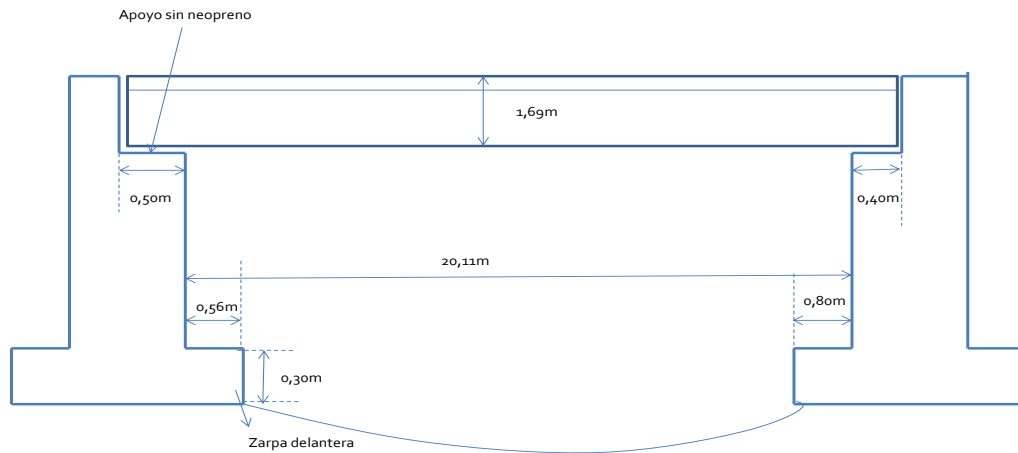 Apoyo sin neopreno
1,69m
0,50m
0,40m
20,11m
0,56m
0,80m
0,30m
Zarpa delantera